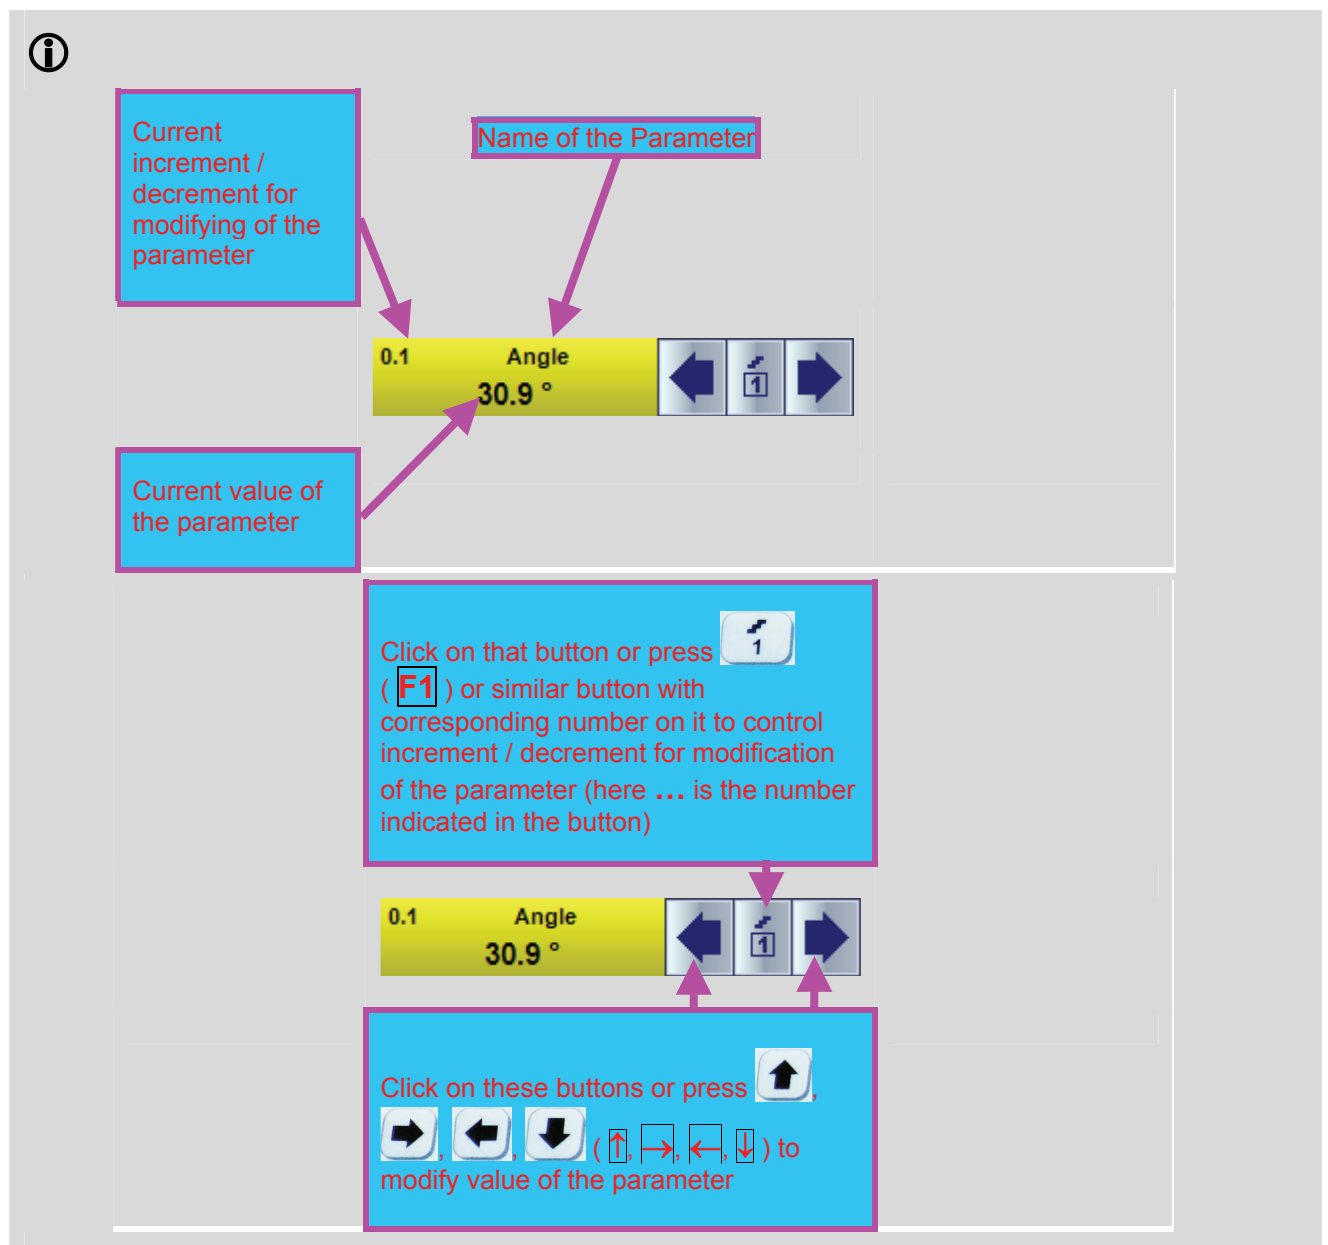 Current
increment /
decrement for
modifying of the
parameter
Name of the Parameter
0.1 Angle
30.9 °
1
Current value of
the parameter
Click on that button or press 1
( F1 ) or similar button with
corresponding number on it to control
increment / decrement for modification
of the parameter (here ... is the number
indicated in the button)
0.1 Angle
30.9 °
1
Click on these buttons or press ↑,
→, ←, ↓ ( ↑, →, ←, ↓ ) to
modify value of the parameter